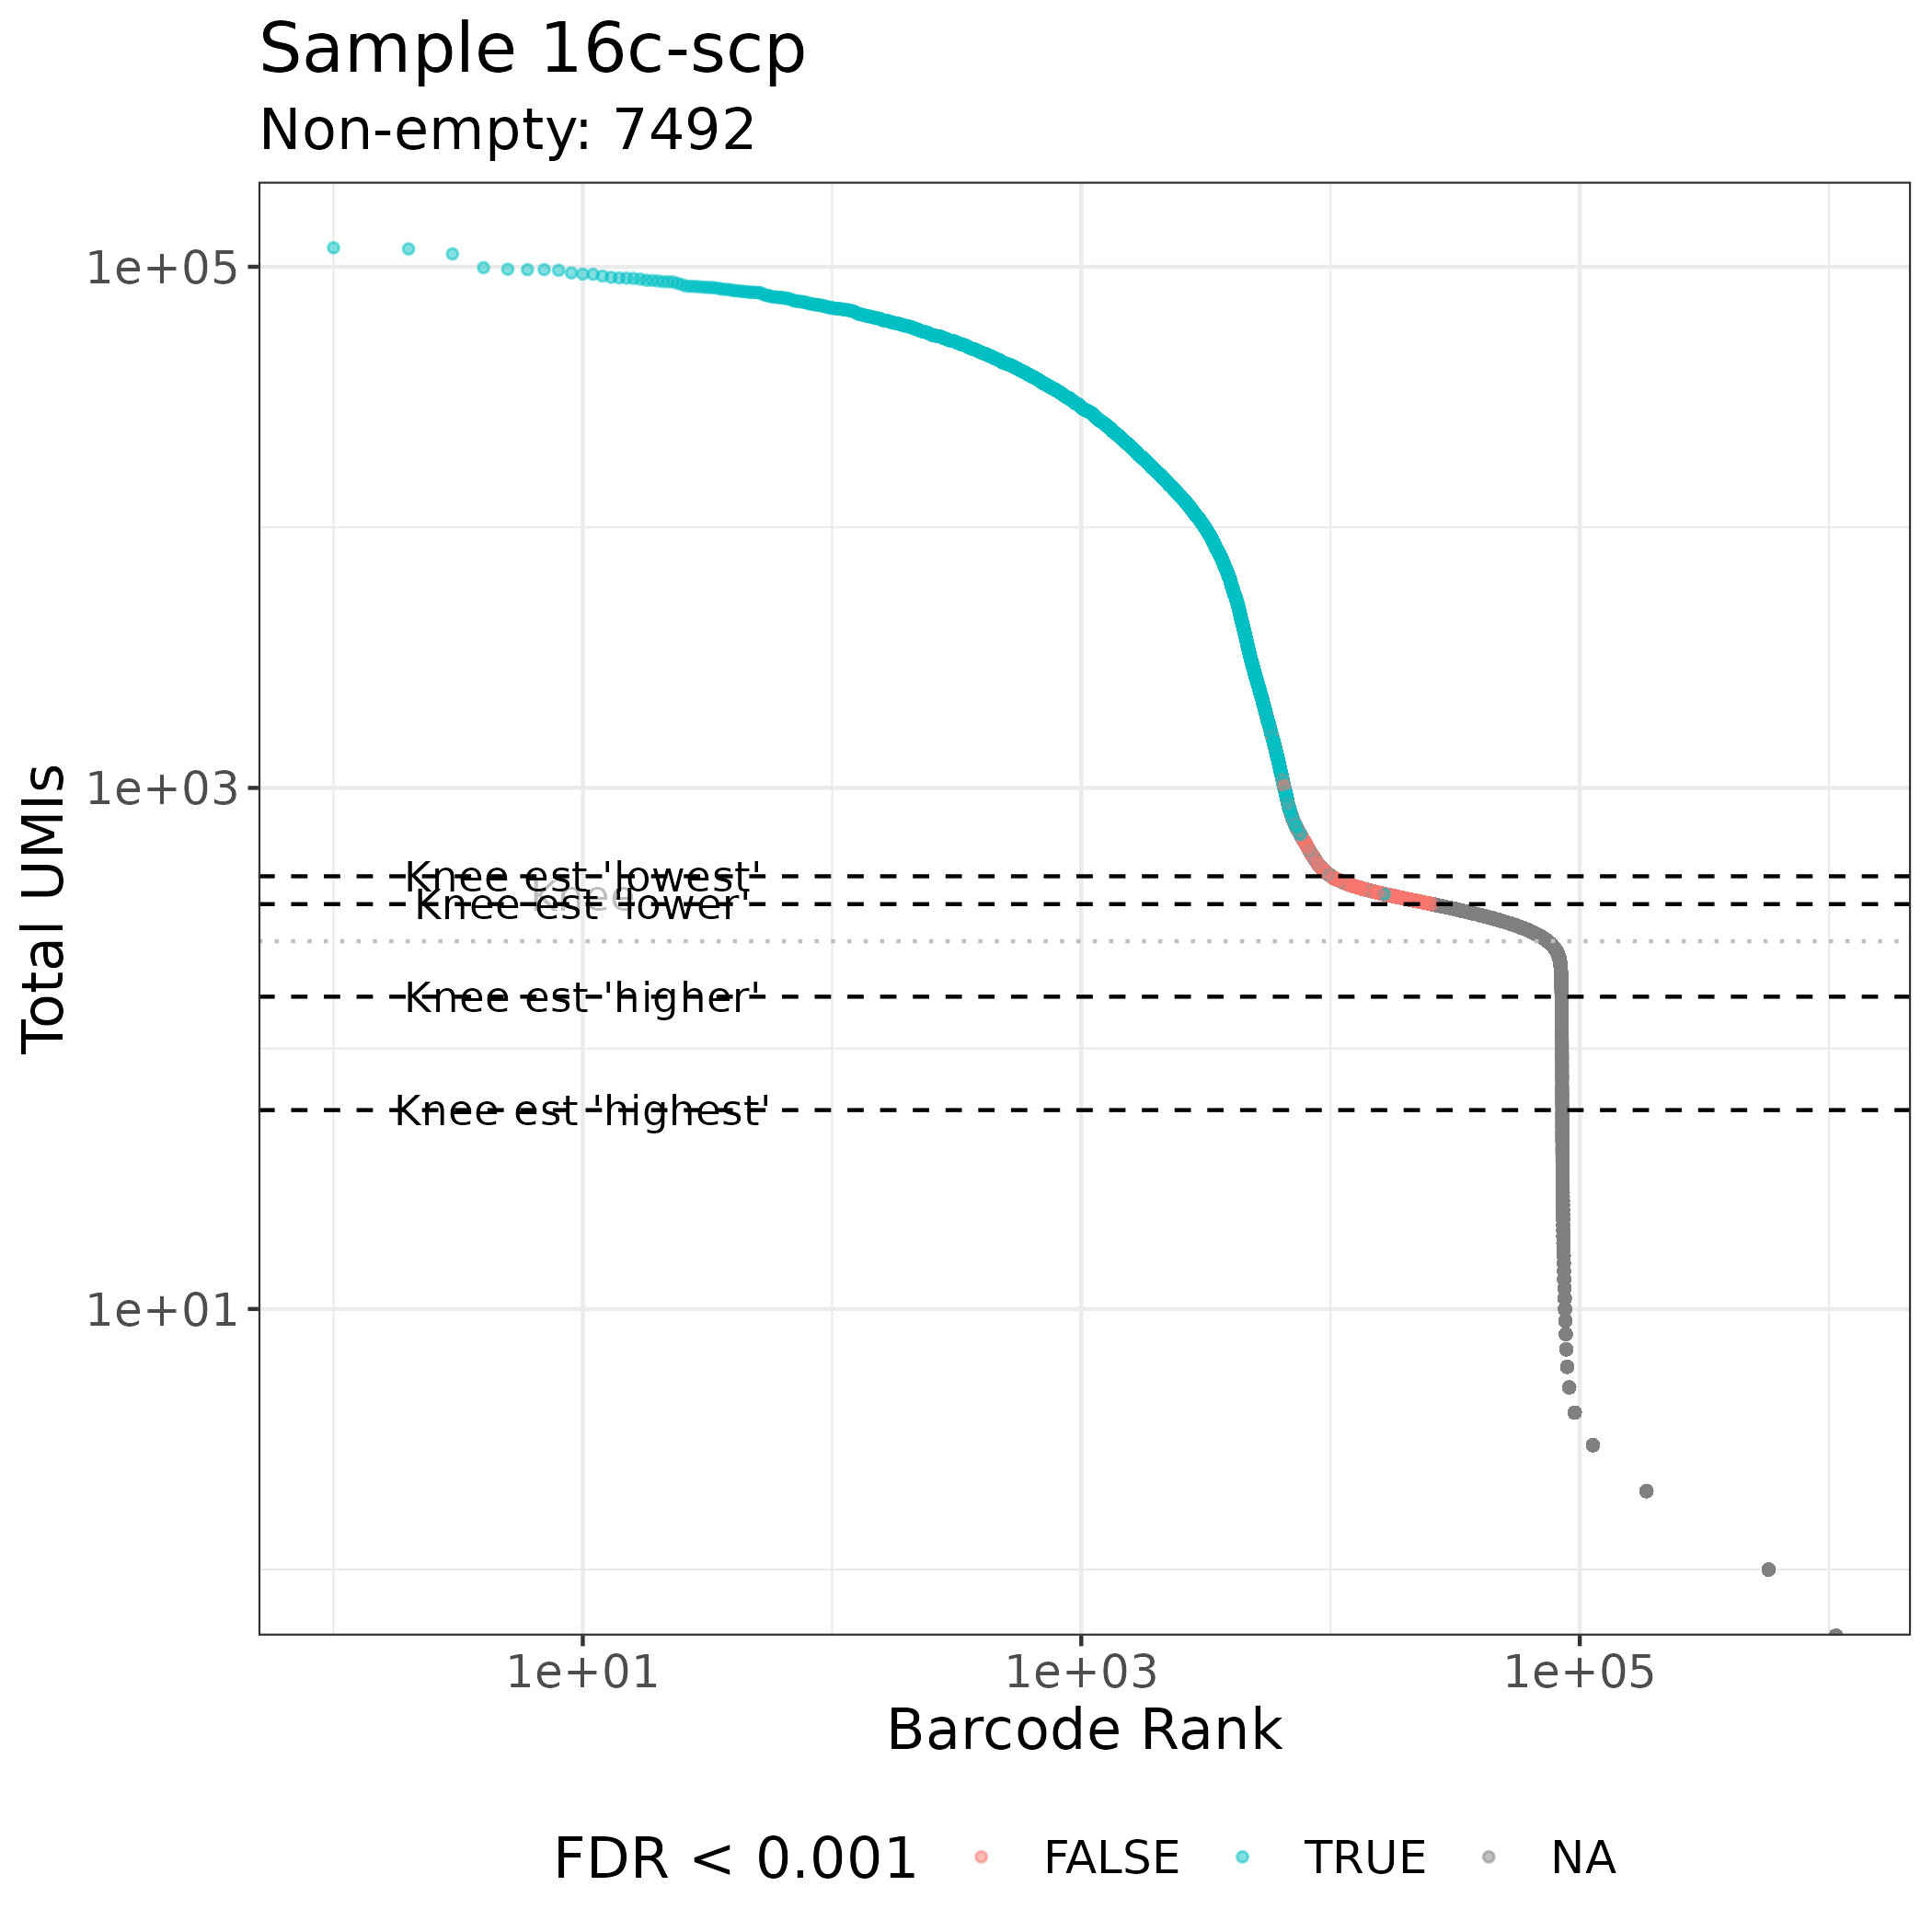 Sample 16c-scp
Non-empty: 7492
1e+05
1e+03
1e+01
Total UMIs
Knee est 'lowest'
Knee
Knee est 'lower'
Knee est 'higher'
Knee est 'highest'
1e+01 1e+03 1e+05
Barcode Rank
FDR < 0.001 FALSE TRUE NA